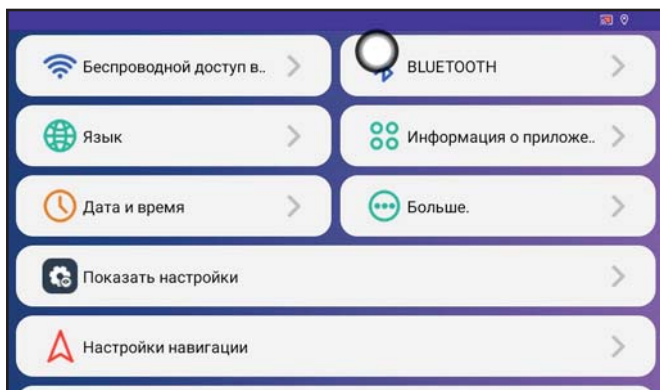 Беспроводной доступ в..
BLUETOOTH
Язык
Информация о приложе..
Дата и время
Больше.
Показать настройки
Настройки навигации